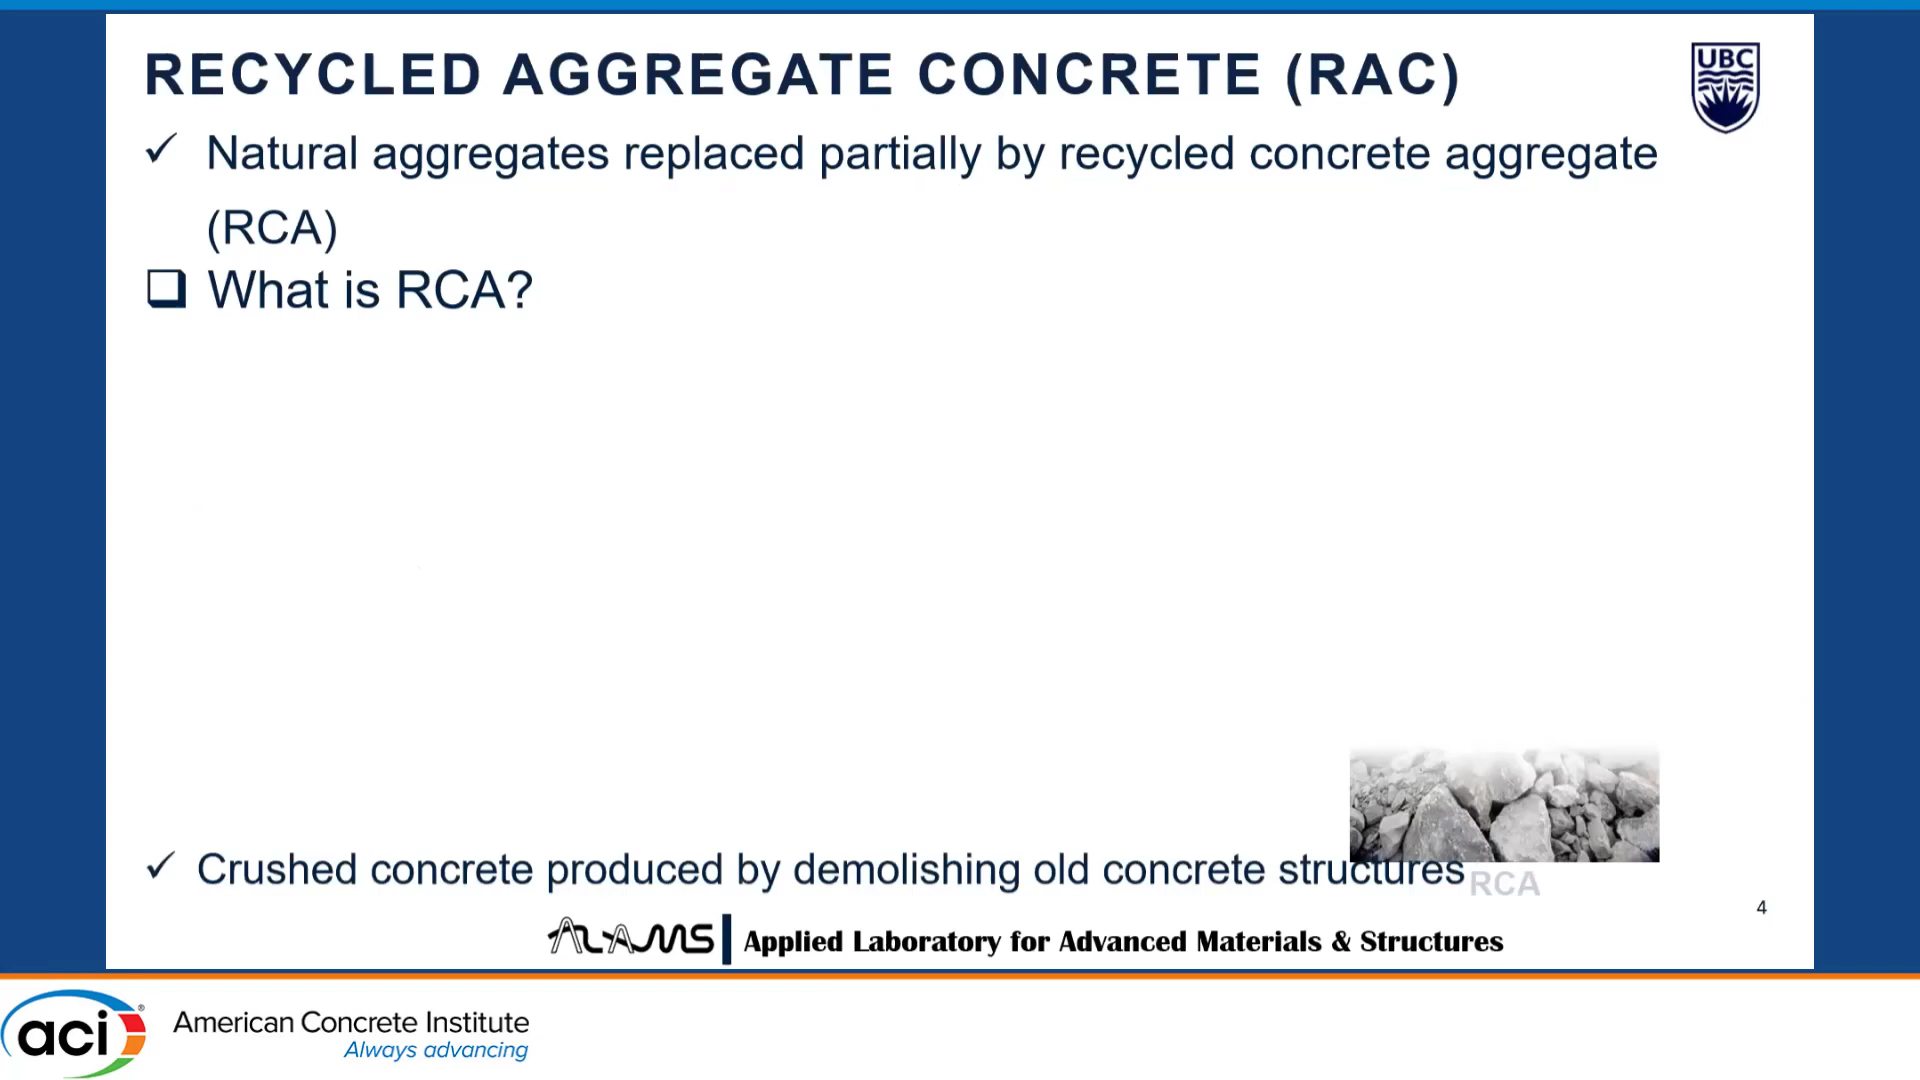 RECYCLED AGGREGATE CONCRETE (RAC)
UBC
✓ Natural aggregates replaced partially by recycled concrete aggregate
(RCA)
❑ What is RCA?
✓ Crushed concrete produced by demolishing old concrete structures
RCA
4
ALAMS Applied Laboratory for Advanced Materials & Structures
aci® American Concrete Institute
Always advancing